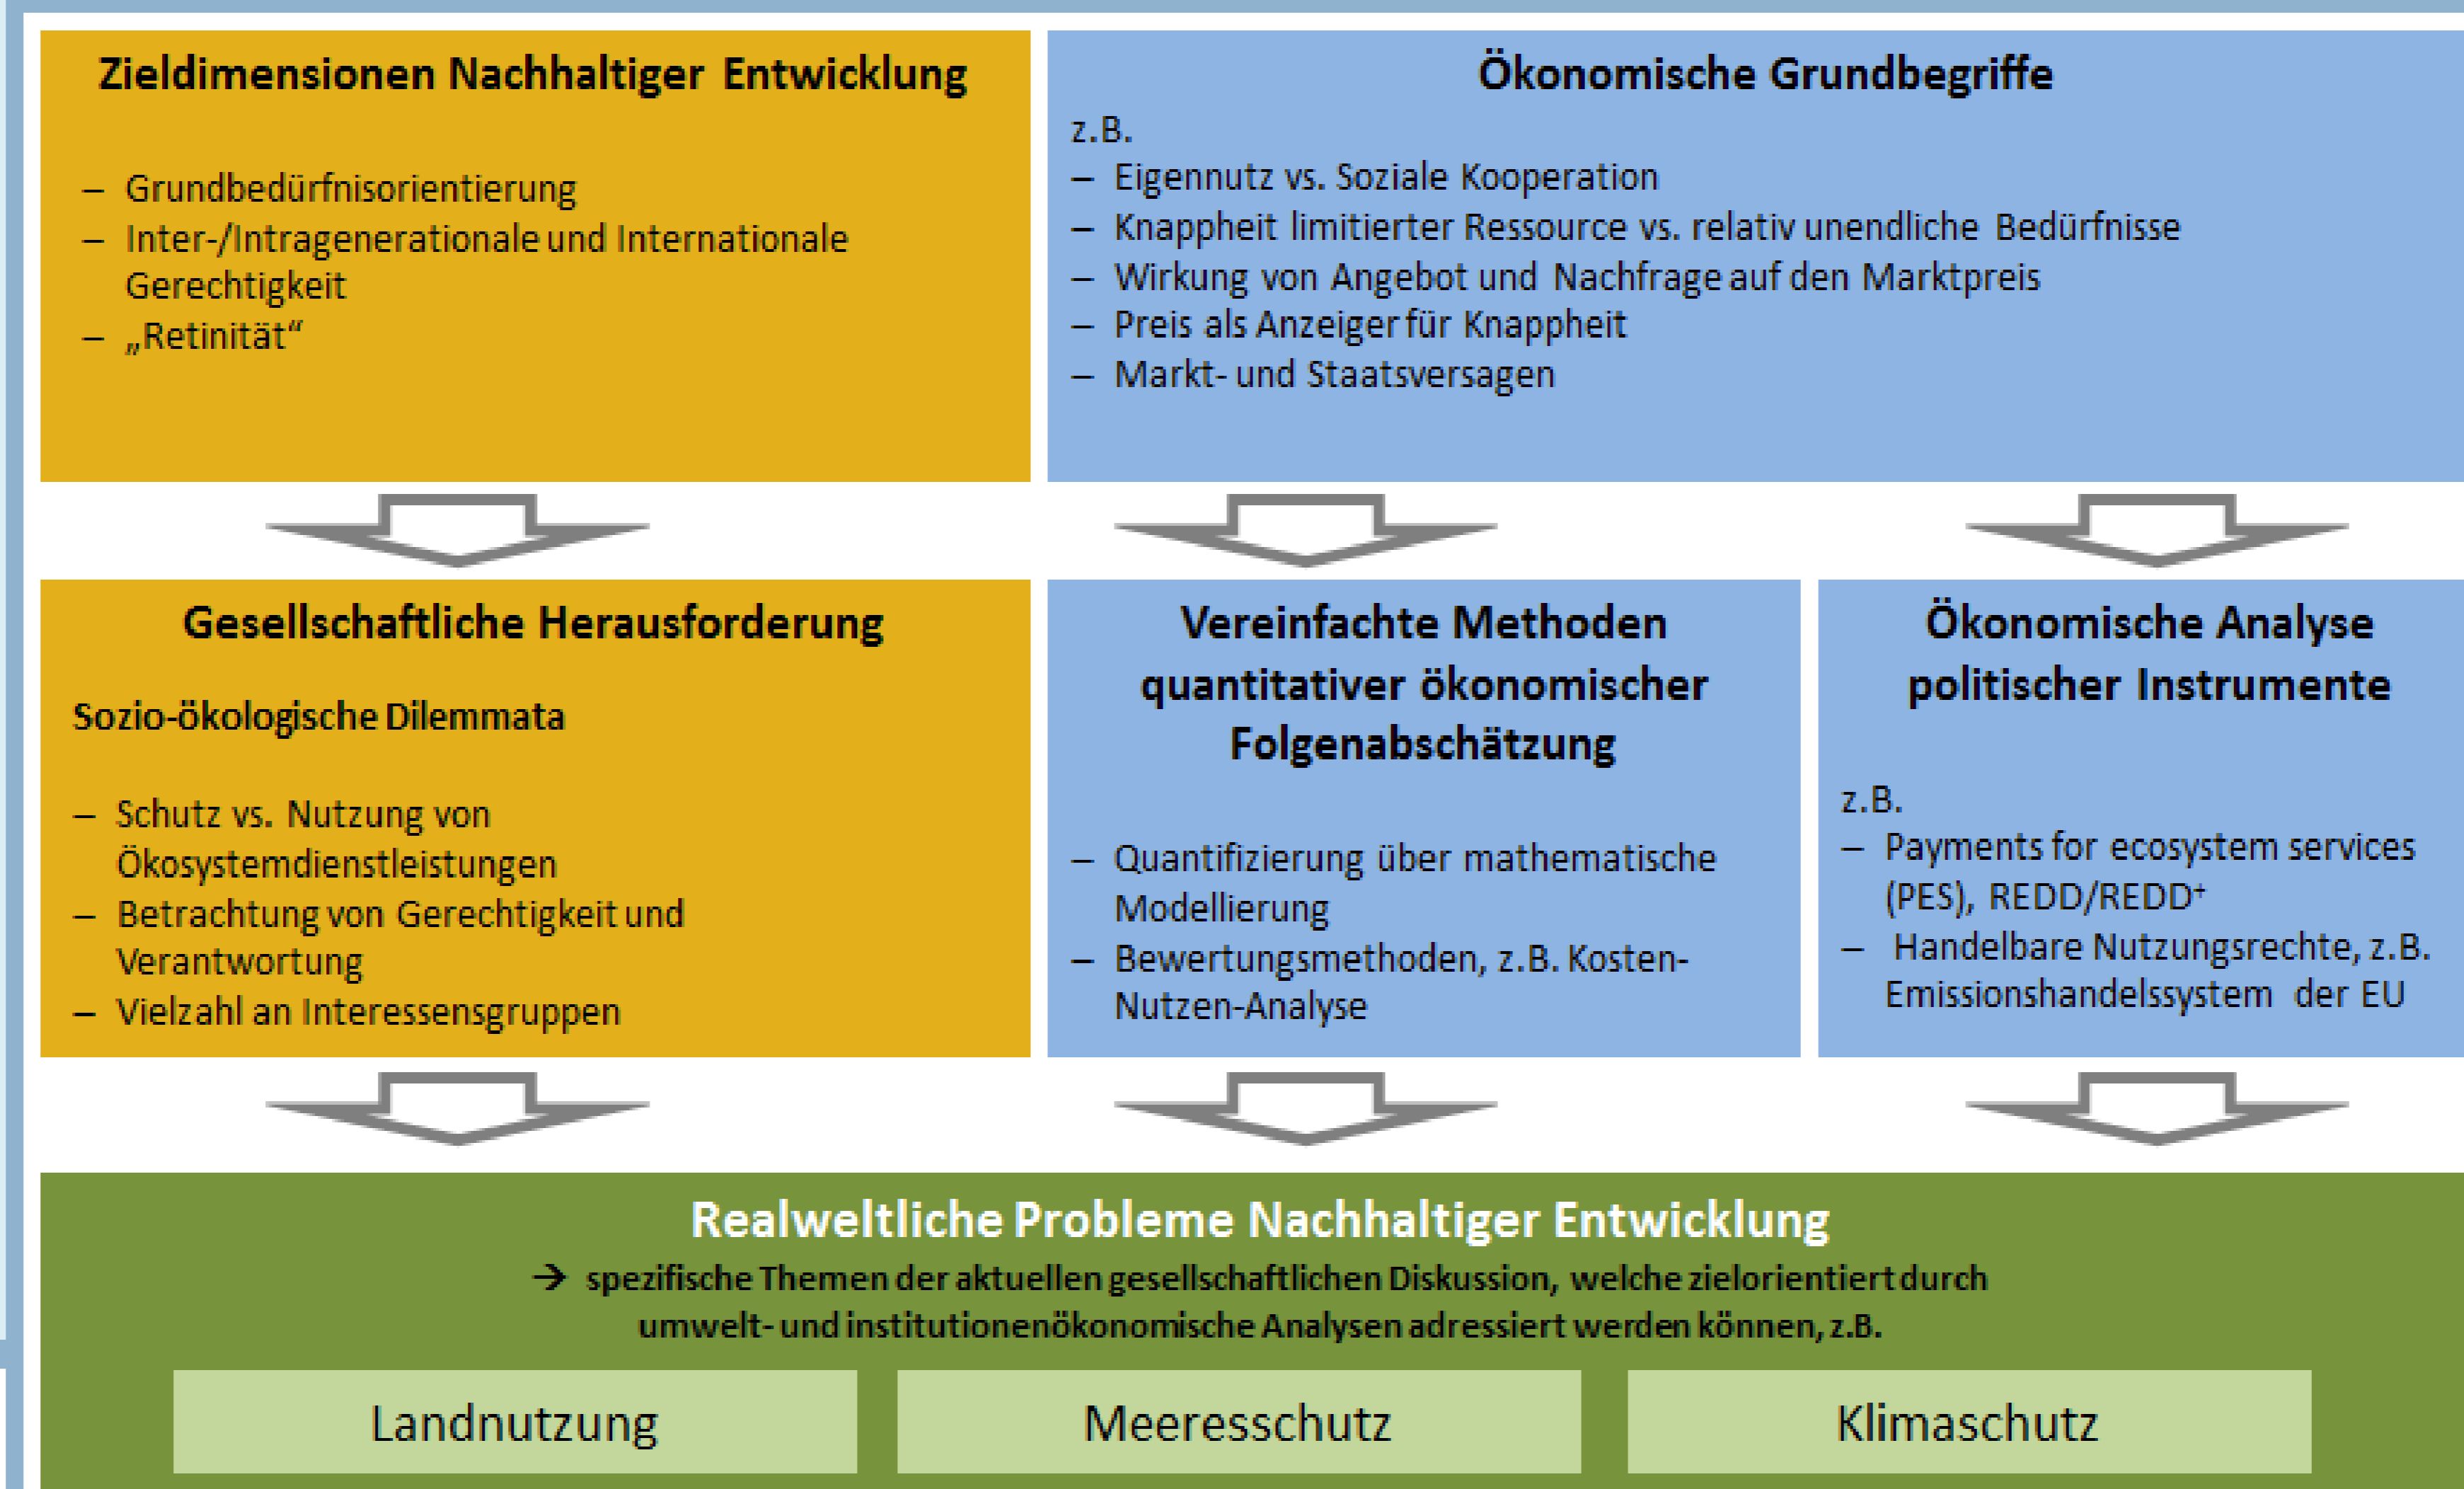 Zieldimensionen Nachhaltiger Entwicklung
– Grundbedürfnisorientierung
– Inter-/Intragenerationale und Internationale
Gerechtigkeit
– „Retinität“
Ökonomische Grundbegriffe
z.B.
– Eigennutz vs. Soziale Kooperation
– Knappheit limitierter Ressource vs. relativ unendliche Bedürfnisse
– Wirkung von Angebot und Nachfrage auf den Marktpreis
– Preis als Anzeiger für Knappheit
– Markt- und Staatsversagen
Gesellschaftliche Herausforderung
Sozio-ökologische Dilemmata
– Schutz vs. Nutzung von
Ökosystemdienstleistungen
– Betrachtung von Gerechtigkeit und
Verantwortung
– Vielzahl an Interessensgruppen
Vereinfachte Methoden
quantitativer ökonomischer
Folgenabschätzung
– Quantifizierung über mathematische
Modellierung
– Bewertungsmethoden, z.B. Kosten-
Nutzen-Analyse
Ökonomische Analyse
politischer Instrumente
z.B.
– Payments for ecosystem services
(PES), REDD/REDD⁺
– Handelbare Nutzungsrechte, z.B.
Emissionshandelssystem der EU
Realweltliche Probleme Nachhaltiger Entwicklung
→ spezifische Themen der aktuellen gesellschaftlichen Diskussion, welche zielorientiert durch
umwelt- und institutionenökonomische Analysen adressiert werden können, z.B.
Landnutzung
Meeresschutz
Klimaschutz